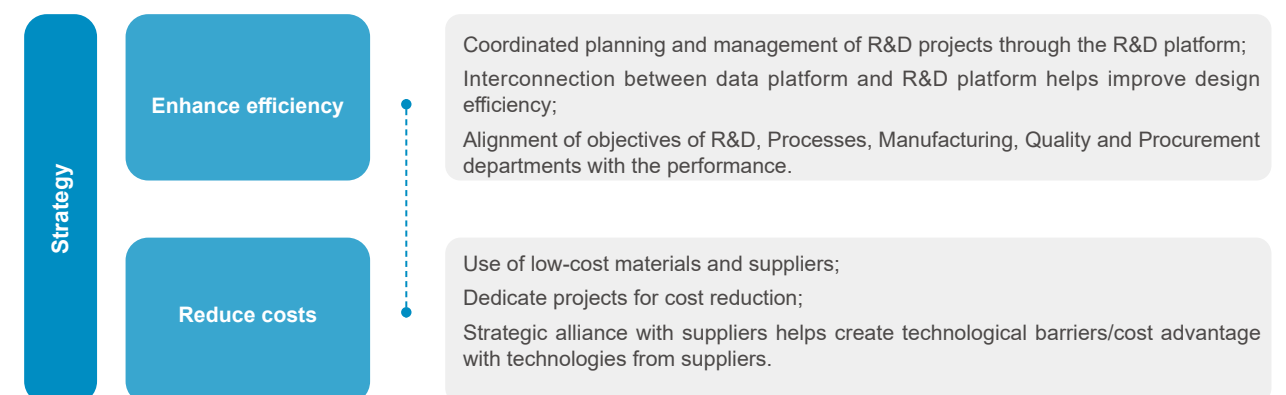 Strategy
Enhance efficiency
Coordinated planning and management of R&D projects through the R&D platform;
Interconnection between data platform and R&D platform helps improve design
efficiency;
Alignment of objectives of R&D, Processes, Manufacturing, Quality and Procurement
departments with the performance.
Reduce costs
Use of low-cost materials and suppliers;
Dedicate projects for cost reduction;
Strategic alliance with suppliers helps create technological barriers/cost advantage
with technologies from suppliers.